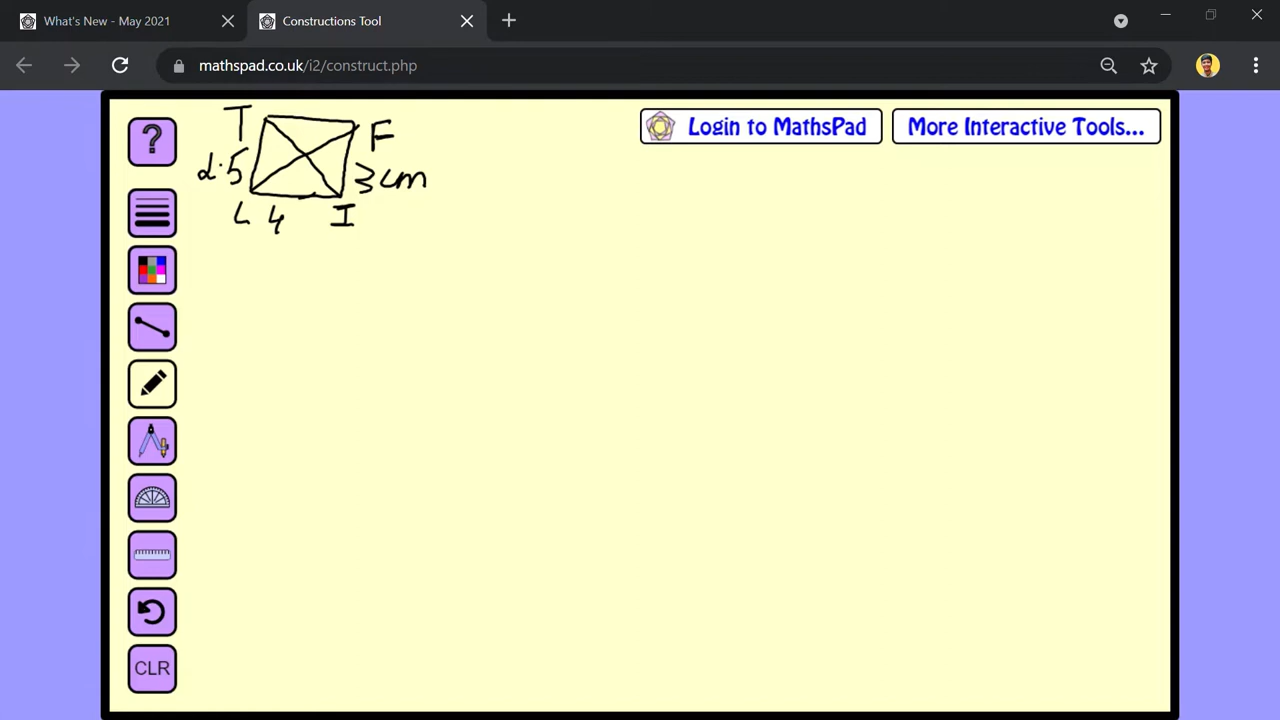 What's New - May 2021
Constructions Tool
mathspad.co.uk/i2/construct.php
?
Login to MathsPad
More Interactive Tools...
T
F
2.5
3cm
L 4 I
CLR